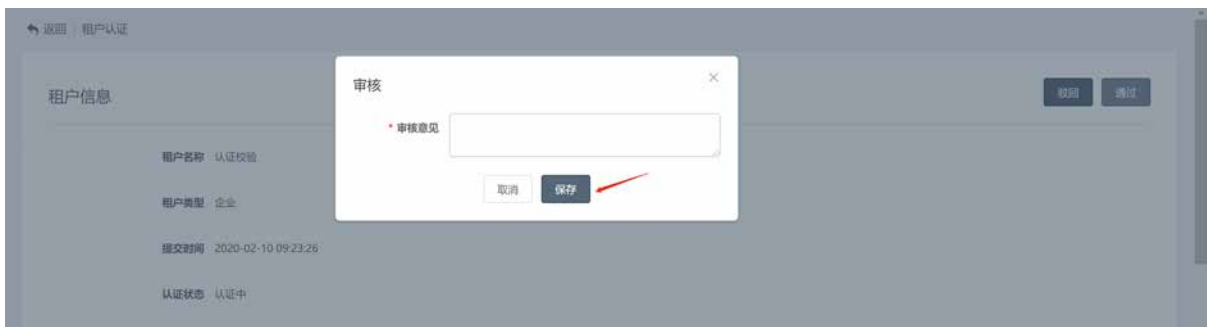 返回 租户认证
审核
租户信息
驳回 通过
* 审核意见
租户名称 认证校验
取消 保存
租户类型 企业
提交时间 2020-02-10 09:23:26
认证状态 认证中